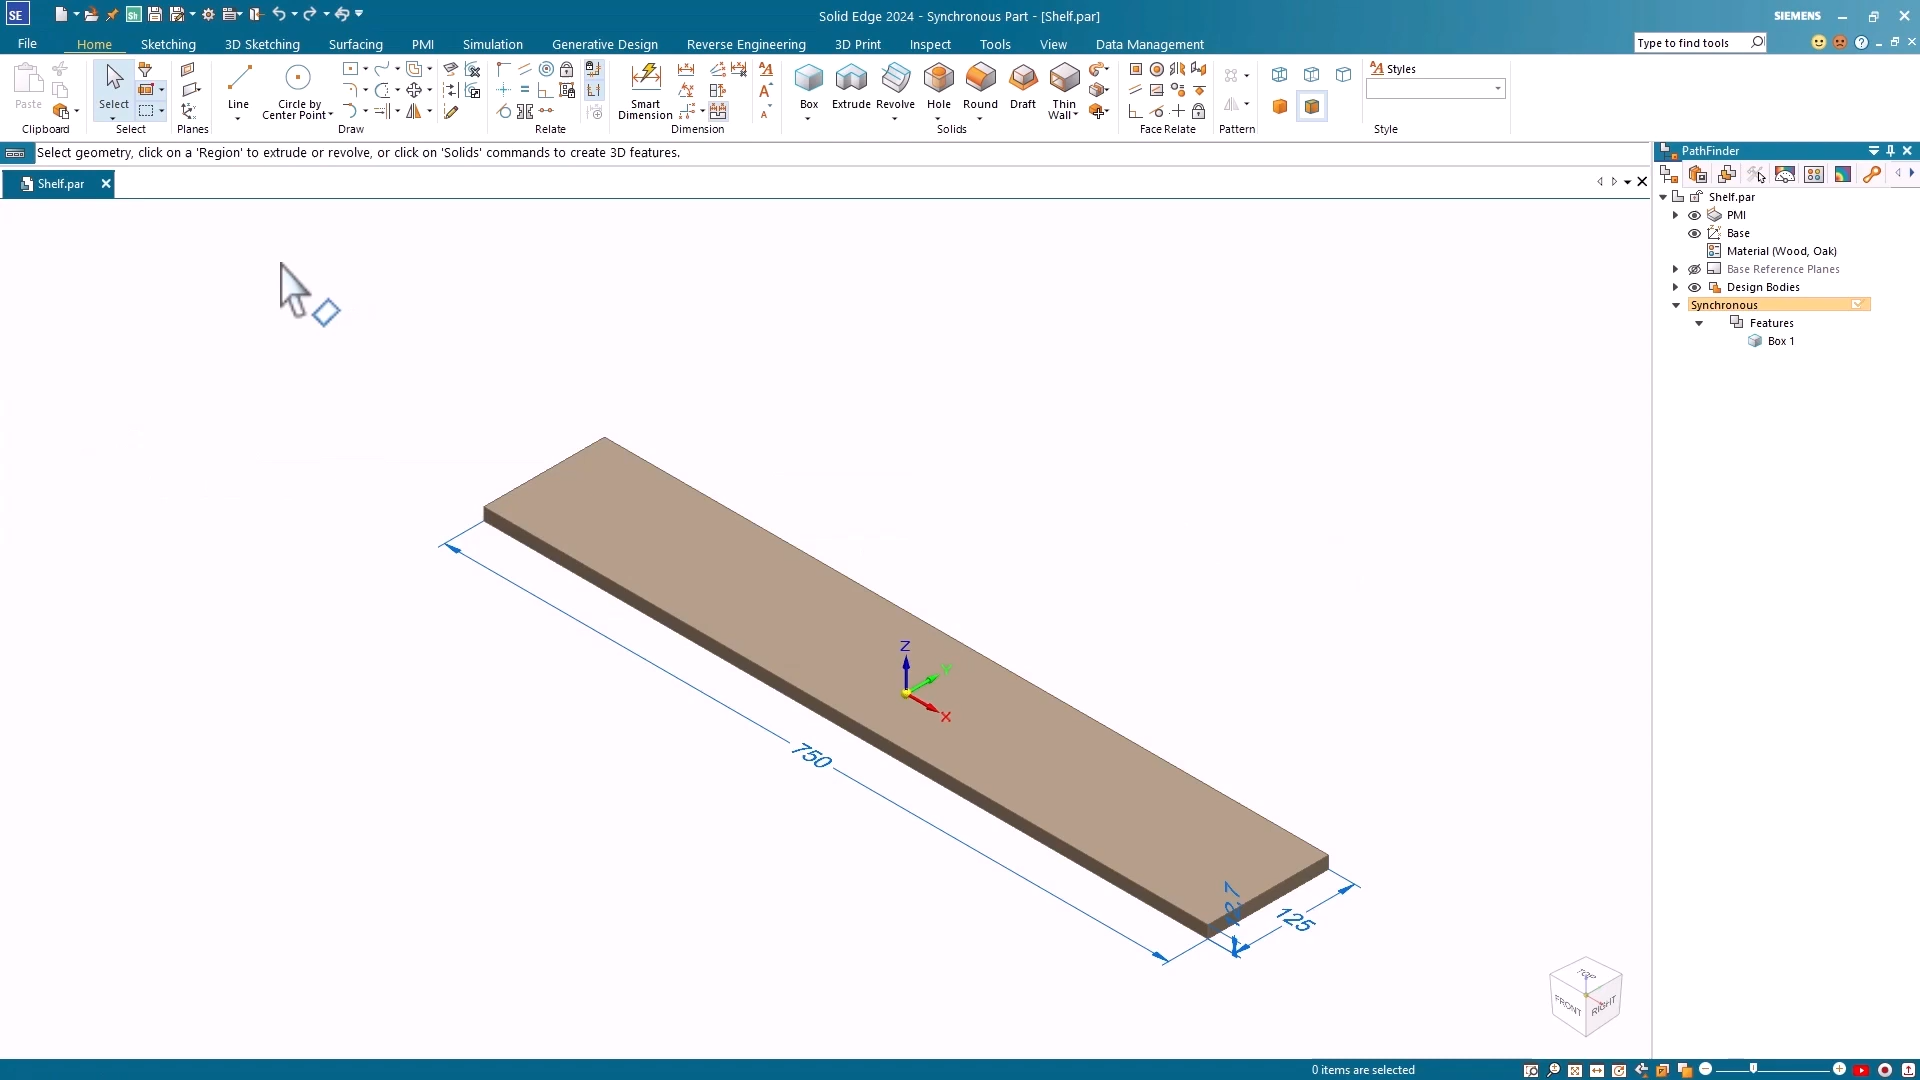 SE
Solid Edge 2024 - Synchronous Part - [Shelf.par]
SIEMENS
File Home Sketching 3D Sketching Surfacing PMI Simulation Generative Design Reverse Engineering 3D Print Inspect Tools View Data Management
Type to find tools
Paste
Clipboard
Select
Select
Planes
Line
Circle by
Center Point
Draw
Relate
Smart
Dimension
Dimension
Box
Extrude
Revolve
Hole
Round
Draft
Thin
Wall
Solids
Face Relate
Pattern
Styles
Style
Select geometry, click on a 'Region' to extrude or revolve, or click on 'Solids' commands to create 3D features.
Shelf.par
PathFinder
Shelf.par
PMI
Base
Material (Wood, Oak)
Base Reference Planes
Design Bodies
Synchronous
Features
Box 1
Z
X
750
125
TOP
FRONT
RIGHT
0 items are selected